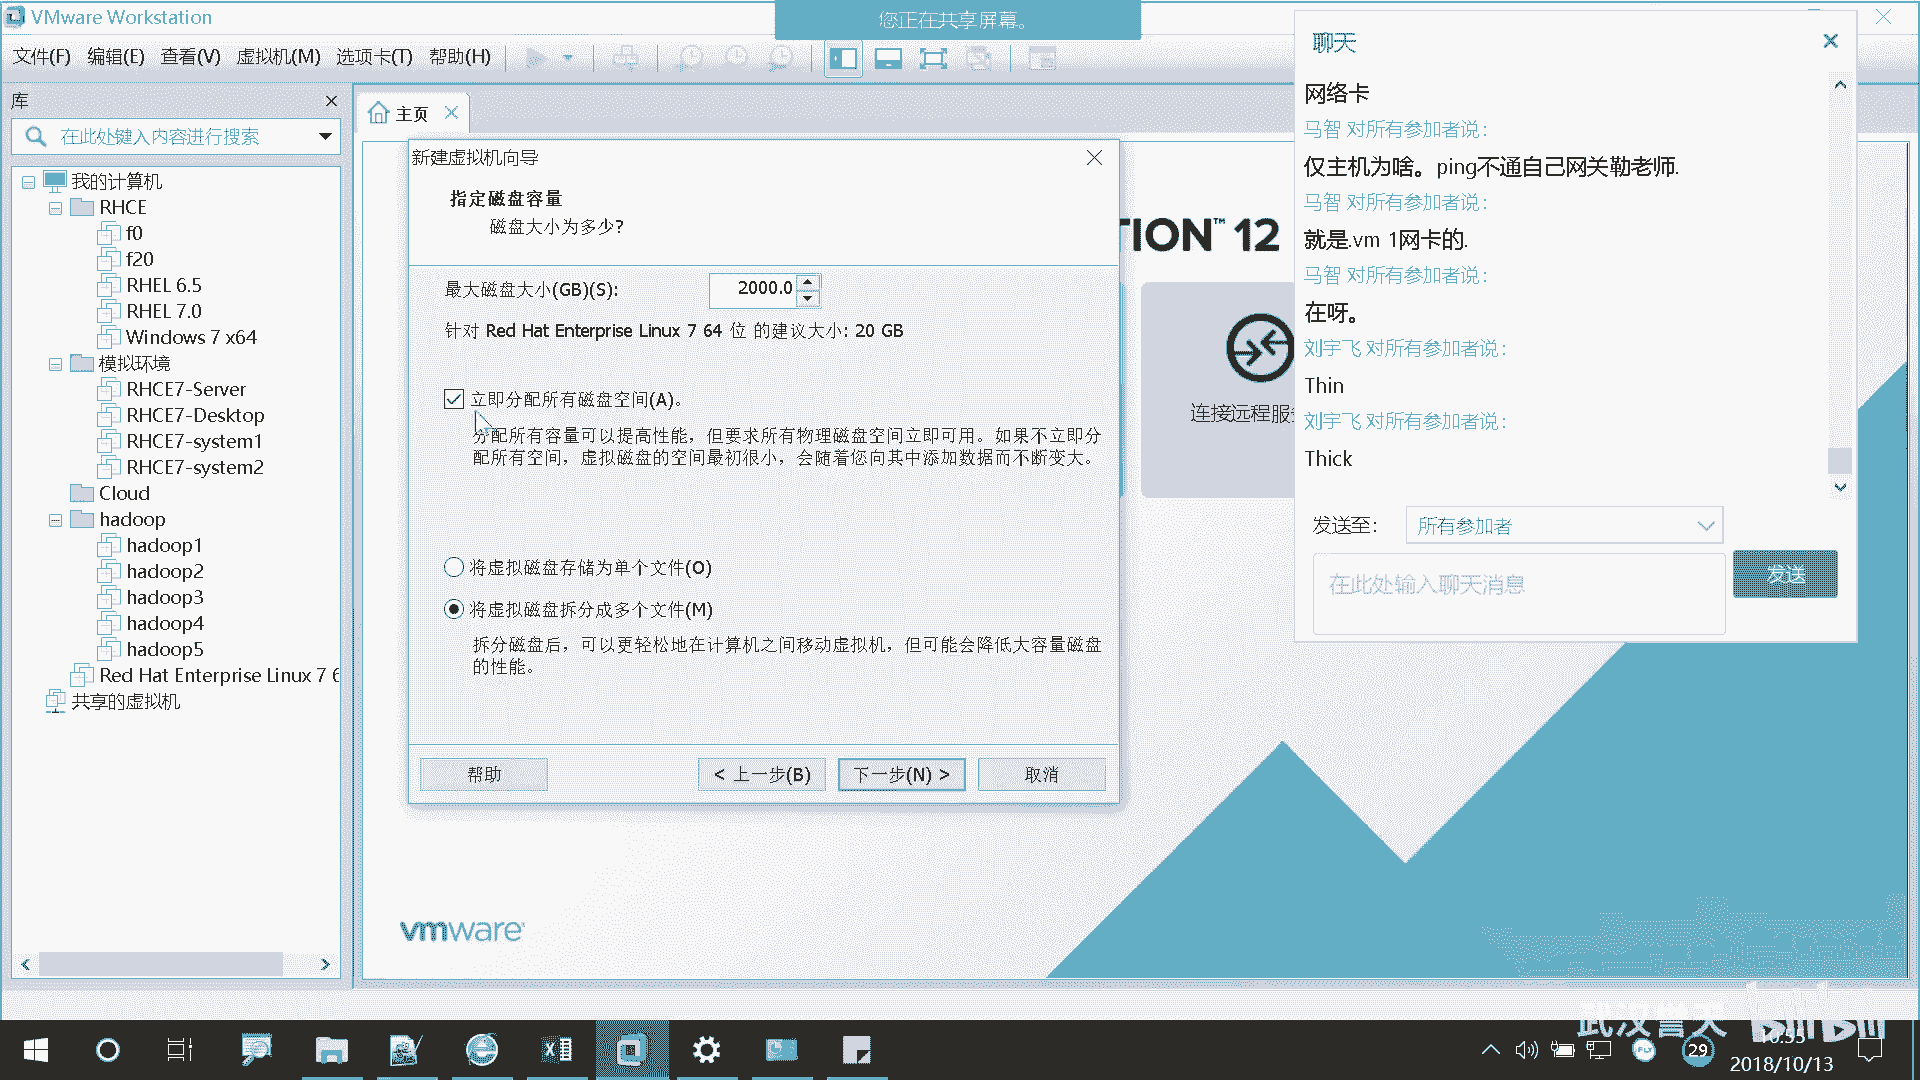 VMware Workstation
您正在共享屏幕。
文件(F) 编辑(E) 查看(V) 虚拟机(M) 选项卡(T) 帮助(H)
库
在此处键入内容进行搜索
我的计算机
RHCE
f0
f20
RHEL 6.5
RHEL 7.0
Windows 7 x64
模拟环境
RHCE7-Server
RHCE7-Desktop
RHCE7-system1
RHCE7-system2
Cloud
hadoop
hadoop1
hadoop2
hadoop3
hadoop4
hadoop5
Red Hat Enterprise Linux 7 6
共享的虚拟机
主页
TION™ 12
连接远程服务
新建虚拟机向导
指定磁盘容量
磁盘大小为多少?
最大磁盘大小(GB)(S): 2000.0
针对 Red Hat Enterprise Linux 7 64 位 的建议大小: 20 GB
立即分配所有磁盘空间(A)。
分配所有容量可以提高性能，但要求所有物理磁盘空间立即可用。如果不立即分
配所有空间，虚拟磁盘的空间最初很小，会随着您向其中添加数据而不断变大。
将虚拟磁盘存储为单个文件(O)
将虚拟磁盘拆分成多个文件(M)
拆分磁盘后，可以更轻松地在计算机之间移动虚拟机，但可能会降低大容量磁盘
的性能。
帮助 < 上一步(B) 下一步(N) > 取消
vmware
聊天
网络卡
马智 对所有参加者说:
仅主机为啥。ping不通自己网关勒老师.
马智 对所有参加者说:
就是.vm 1网卡的.
马智 对所有参加者说:
在呀。
刘宇飞 对所有参加者说:
Thin
刘宇飞 对所有参加者说:
Thick
发送至: 所有参加者
在此处输入聊天消息
发送
武汉誉天 bilibili
29
10:55
2018/10/13